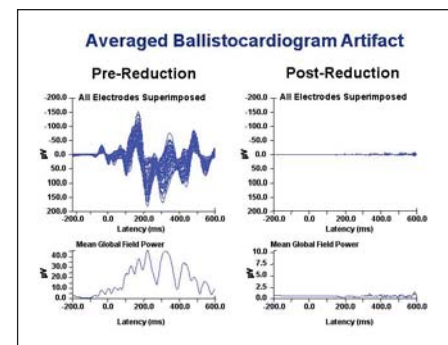 Averaged Ballistocardiogram Artifact
Pre-Reduction
All Electrodes Superimposed
-200.0
-150.0
-100.0
-50.0
0.0
50.0
100.0
150.0
200.0
µV
-200.0 0.0 200.0 400.0 600.0
Latency (ms)
Mean Global Field Power
40.0
30.0
20.0
10.0
0.0
µV
-200.0 0.0 200.0 400.0 600.0
Latency (ms)
Post-Reduction
All Electrodes Superimposed
-200.0
-150.0
-100.0
-50.0
0.0
50.0
100.0
150.0
200.0
µV
-200.0 0.0 200.0 400.0 600.0
Latency (ms)
Mean Global Field Power
10.0
7.5
5.0
2.5
0.0
µV
-200.0 0.0 200.0 400.0 600.0
Latency (ms)